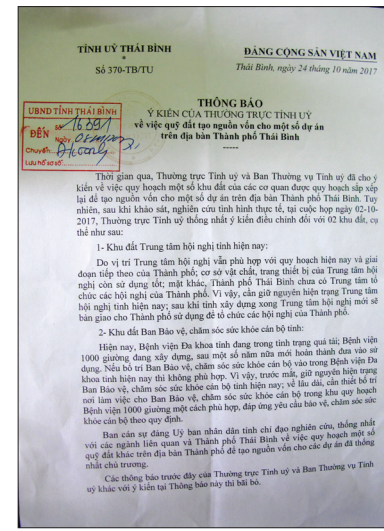 TỈNH UỶ THÁI BÌNH
*
Số 370-TB/TU
ĐẢNG CỘNG SẢN VIỆT NAM
Thái Bình, ngày 24 tháng 10 năm 2017
UBND TỈNH THÁI BÌNH
ĐẾN
Số
Ngày
Chuyển:
Lưu hồ sơ số:
THÔNG BÁO
Ý KIẾN CỦA THƯỜNG TRỰC TỈNH UỶ
về việc quỹ đất tạo nguồn vốn cho một số dự án
trên địa bàn Thành phố Thái Bình
-----
Thời gian qua, Thường trực Tỉnh uỷ và Ban Thường vụ Tỉnh uỷ đã cho ý
kiến về việc quy hoạch một số khu đất của các cơ quan được quy hoạch sắp xếp
lại để tạo nguồn vốn cho một số dự án trên địa bàn Thành phố Thái Bình. Tuy
nhiên, sau khi khảo sát, nghiên cứu tình hình thực tế, tại cuộc họp ngày 02-10-
2017, Thường trực Tỉnh uỷ thống nhất ý kiến điều chỉnh đối với 02 khu đất, cụ
thể như sau:
1- Khu đất Trung tâm hội nghị tỉnh hiện nay:
Do vị trí Trung tâm hội nghị vẫn phù hợp với quy hoạch hiện nay và giai
đoạn tiếp theo của Thành phố; cơ sở vật chất, trang thiết bị của Trung tâm hội
nghị còn sử dụng tốt; mặt khác, Thành phố Thái Bình chưa có Trung tâm tổ
chức các hội nghị của Thành phố. Vì vậy, cần giữ nguyên hiện trạng Trung tâm
hội nghị tỉnh hiện nay; sau khi tỉnh xây dựng xong Trung tâm hội nghị mới sẽ
bàn giao cho Thành phố sử dụng để tổ chức các hội nghị của Thành phố.
2- Khu đất Ban Bảo vệ, chăm sóc sức khỏe cán bộ tỉnh:
Hiện nay, Bệnh viện Đa khoa tỉnh đang trong tình trạng quá tải; Bệnh viện
1000 giường đang xây dựng, sau một số năm nữa mới hoàn thành đưa vào sử
dụng. Nếu bố trí Ban Bảo vệ, chăm sóc sức khỏe cán bộ vào trong Bệnh viện Đa
khoa tỉnh hiện nay thì không phù hợp. Vì vậy, trước mắt, giữ nguyên hiện trạng
Ban Bảo vệ, chăm sóc sức khỏe cán bộ tỉnh hiện nay; về lâu dài, cần thiết bố trí
nơi làm việc cho Ban Bảo vệ, chăm sóc sức khỏe cán bộ trong khu quy hoạch
Bệnh viện 1000 giường một cách phù hợp, đáp ứng yêu cầu bảo vệ, chăm sóc sức
khỏe cán bộ theo quy định.
Ban cán sự đảng Uỷ ban nhân dân tỉnh chỉ đạo nghiên cứu, thống nhất
với các ngành liên quan và Thành phố Thái Bình về việc quy hoạch một số
quỹ đất khác trên địa bàn Thành phố để tạo nguồn vốn cho các dự án đã thống
nhất chủ trương.
Các thông báo trước đây của Thường trực Tỉnh uỷ và Ban Thường vụ Tỉnh
uỷ khác với ý kiến tại Thông báo này thì bãi bỏ.